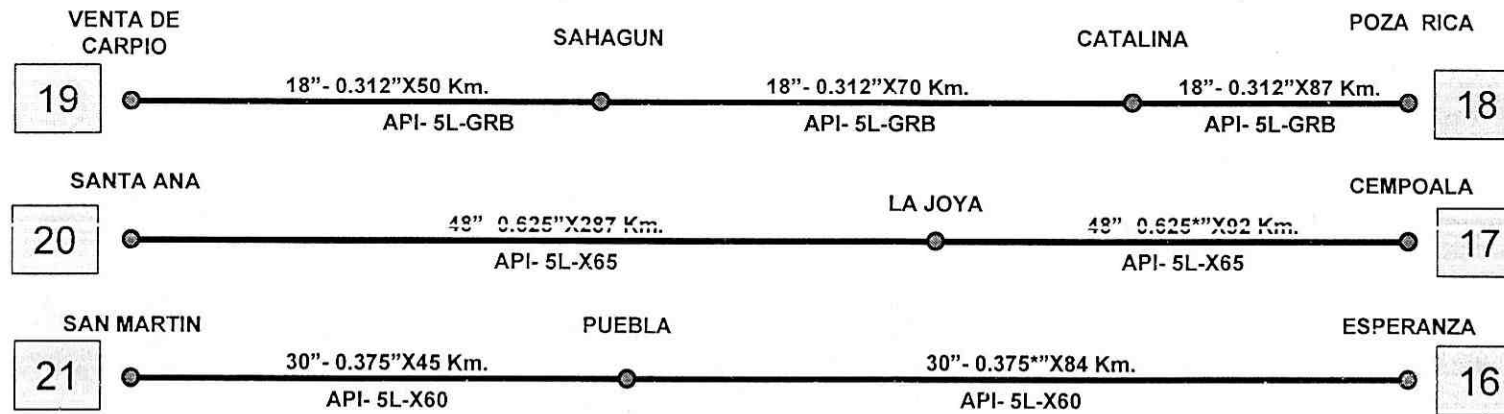 VENTA DE
CARPIO
SAHAGUN
CATALINA
POZA RICA
19
18”- 0.312”X50 Km.
18”- 0.312”X70 Km.
18”- 0.312”X87 Km.
18
API- 5L-GRB
API- 5L-GRB
API- 5L-GRB
SANTA ANA
LA JOYA
CEMPOALA
20
48” 0.625”X287 Km.
48” 0.625*”X92 Km.
17
API- 5L-X65
API- 5L-X65
SAN MARTIN
PUEBLA
ESPERANZA
21
30”- 0.375”X45 Km.
30”- 0.375*”X84 Km.
16
API- 5L-X60
API- 5L-X60